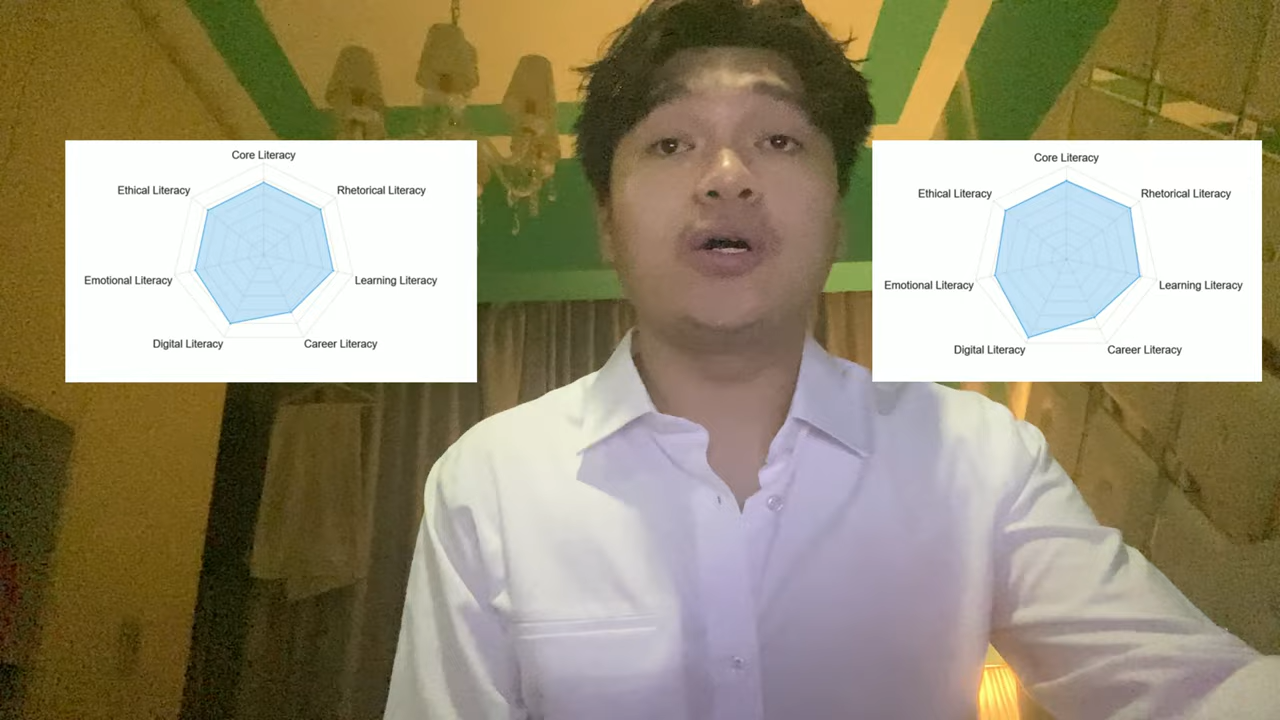 Core Literacy
Ethical Literacy
Rhetorical Literacy
Emotional Literacy
Learning Literacy
Digital Literacy
Career Literacy
Core Literacy
Ethical Literacy
Rhetorical Literacy
Emotional Literacy
Learning Literacy
Digital Literacy
Career Literacy